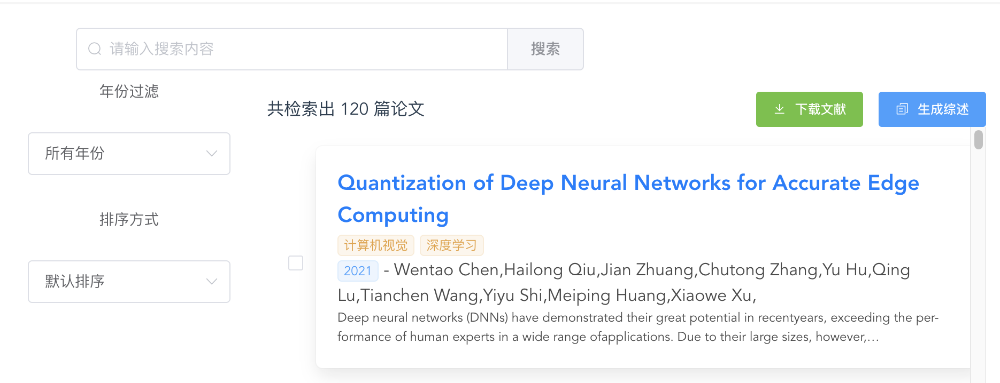 请输入搜索内容
搜索
年份过滤
共检索出 120 篇论文
下载文献
生成综述
所有年份
Quantization of Deep Neural Networks for Accurate Edge
Computing
排序方式
计算机视觉
深度学习
默认排序
2021 - Wentao Chen,Hailong Qiu,Jian Zhuang,Chutong Zhang,Yu Hu,Qing
Lu,Tianchen Wang,Yiyu Shi,Meiping Huang,Xiaowe Xu,
Deep neural networks (DNNs) have demonstrated their great potential in recentyears, exceeding the per-
formance of human experts in a wide range ofapplications. Due to their large sizes, however,…